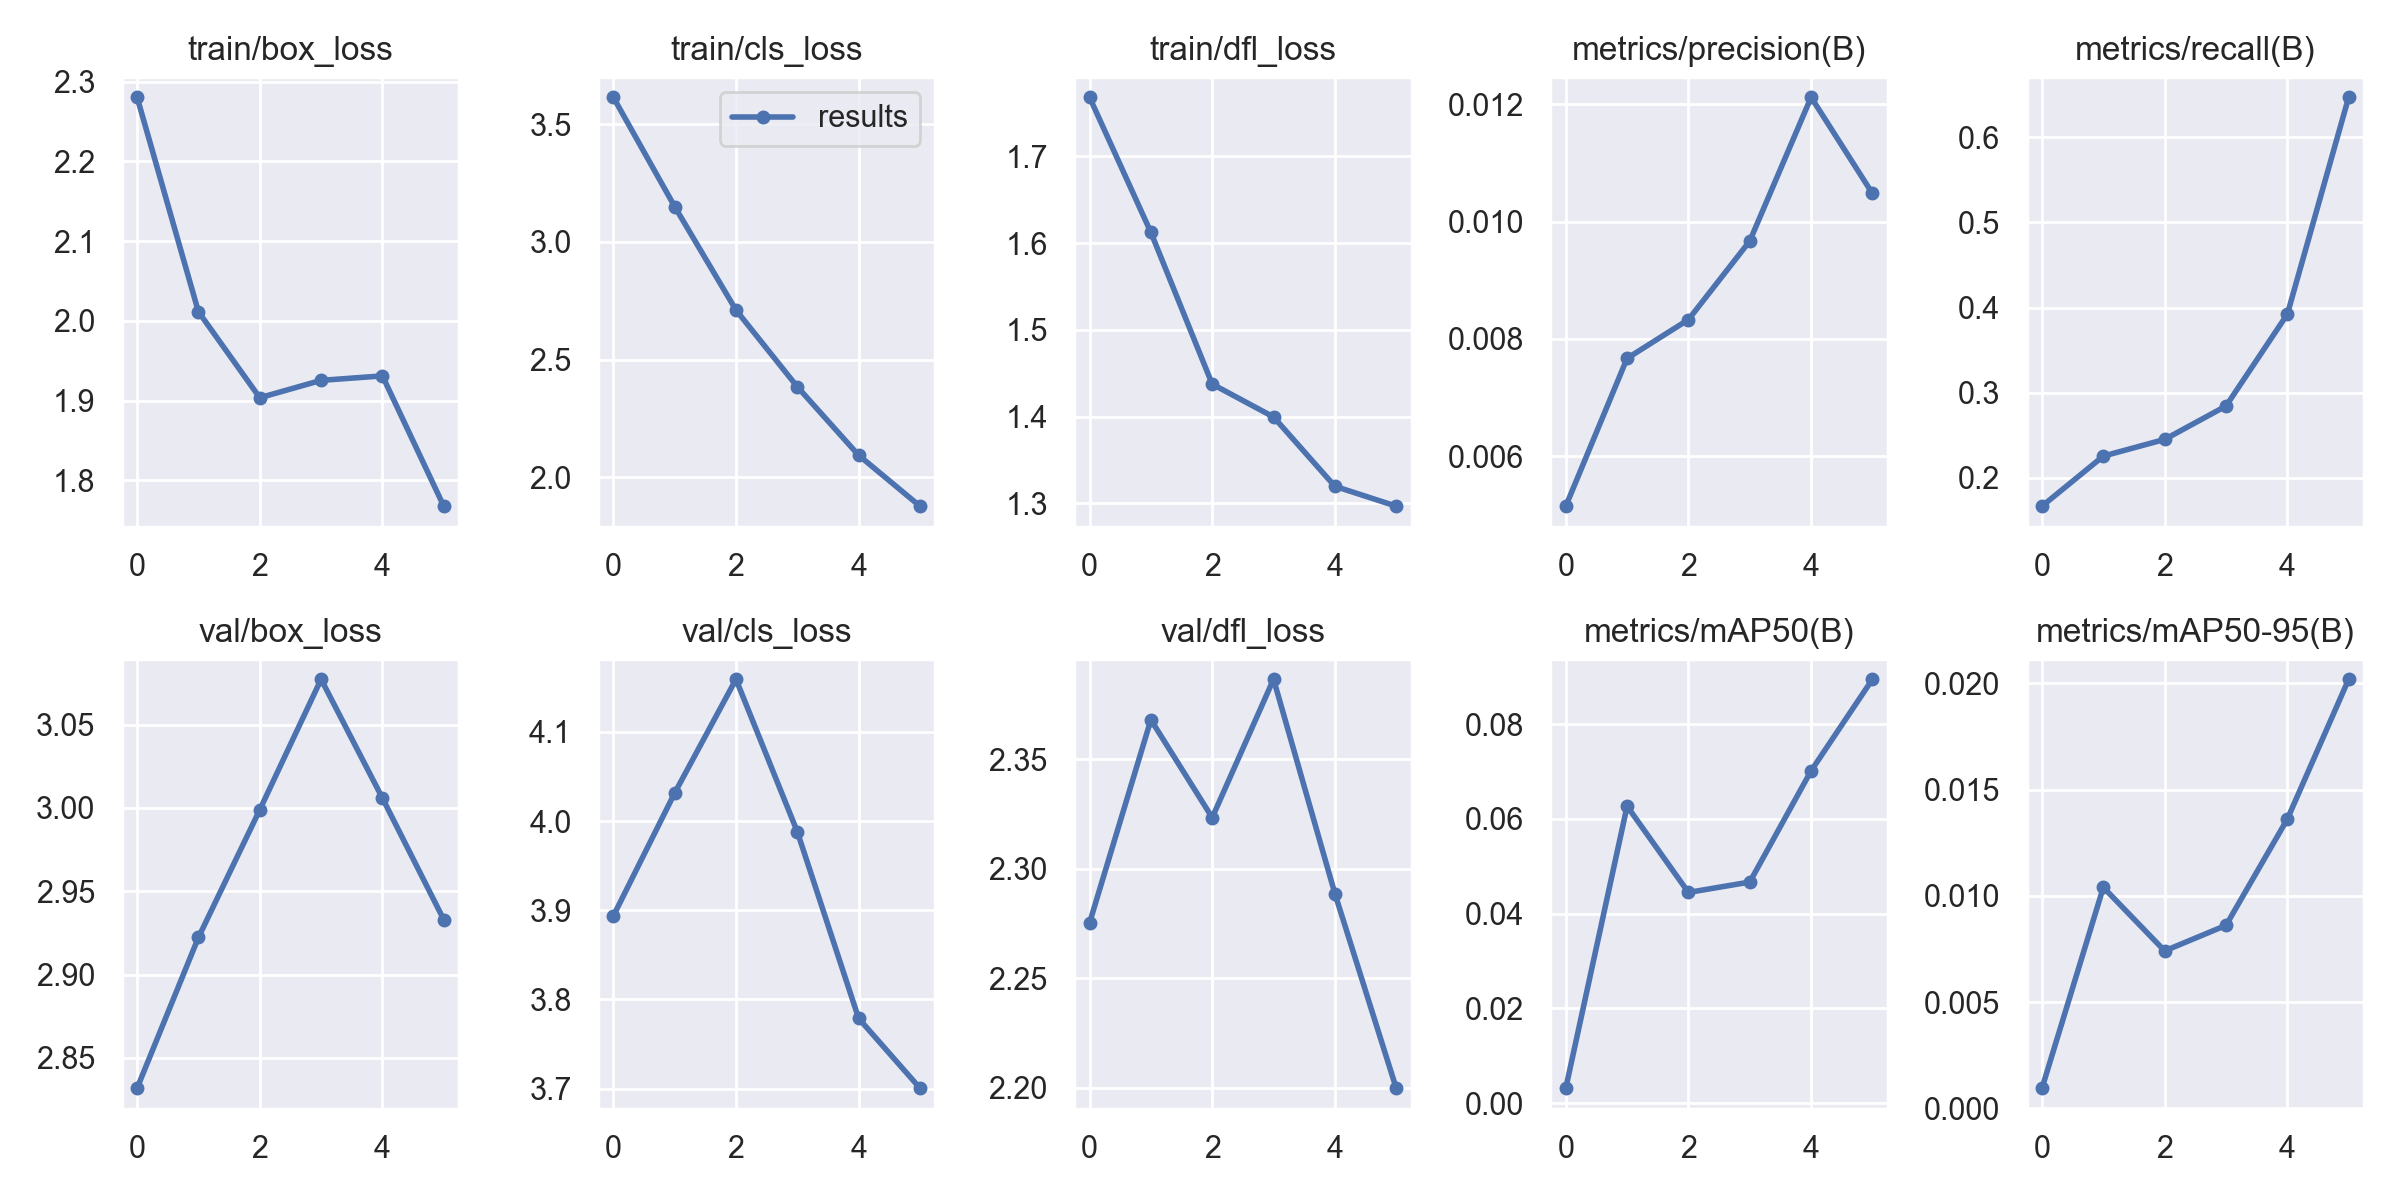 train/box_loss
2.3
2.2
2.1
2.0
1.9
1.8
0 2 4
train/cls_loss
results
3.5
3.0
2.5
2.0
0 2 4
train/dfl_loss
1.7
1.6
1.5
1.4
1.3
0 2 4
metrics/precision(B)
0.012
0.010
0.008
0.006
0 2 4
metrics/recall(B)
0.6
0.5
0.4
0.3
0.2
0 2 4
val/box_loss
3.05
3.00
2.95
2.90
2.85
0 2 4
val/cls_loss
4.1
4.0
3.9
3.8
3.7
0 2 4
val/dfl_loss
2.35
2.30
2.25
2.20
0 2 4
metrics/mAP50(B)
0.08
0.06
0.04
0.02
0.00
0 2 4
metrics/mAP50-95(B)
0.020
0.015
0.010
0.005
0.000
0 2 4